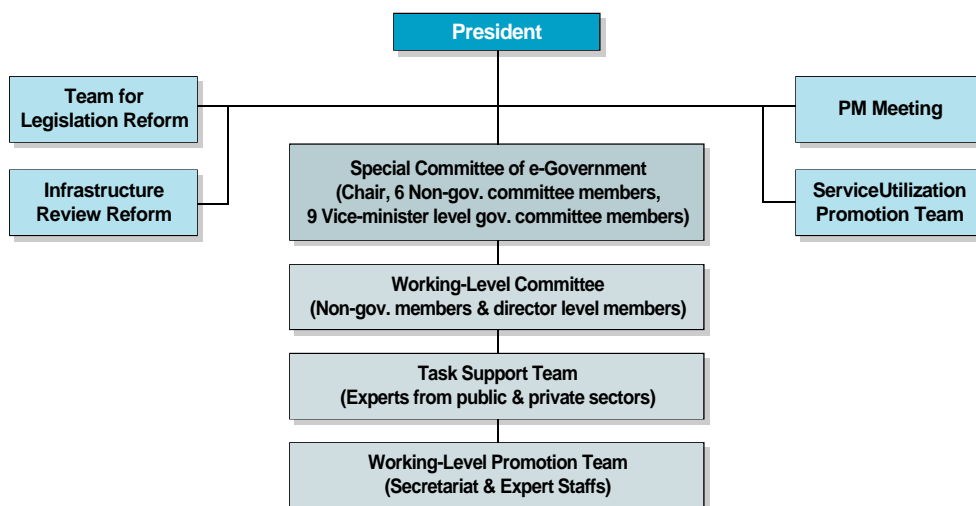 President
Team for
Legislation Reform
PM Meeting
Special Committee of e-Government
(Chair, 6 Non-gov. committee members,
9 Vice-minister level gov. committee members)
Infrastructure
Review Reform
ServiceUtilization
Promotion Team
Working-Level Committee
(Non-gov. members & director level members)
Task Support Team
(Experts from public & private sectors)
Working-Level Promotion Team
(Secretariat & Expert Staffs)